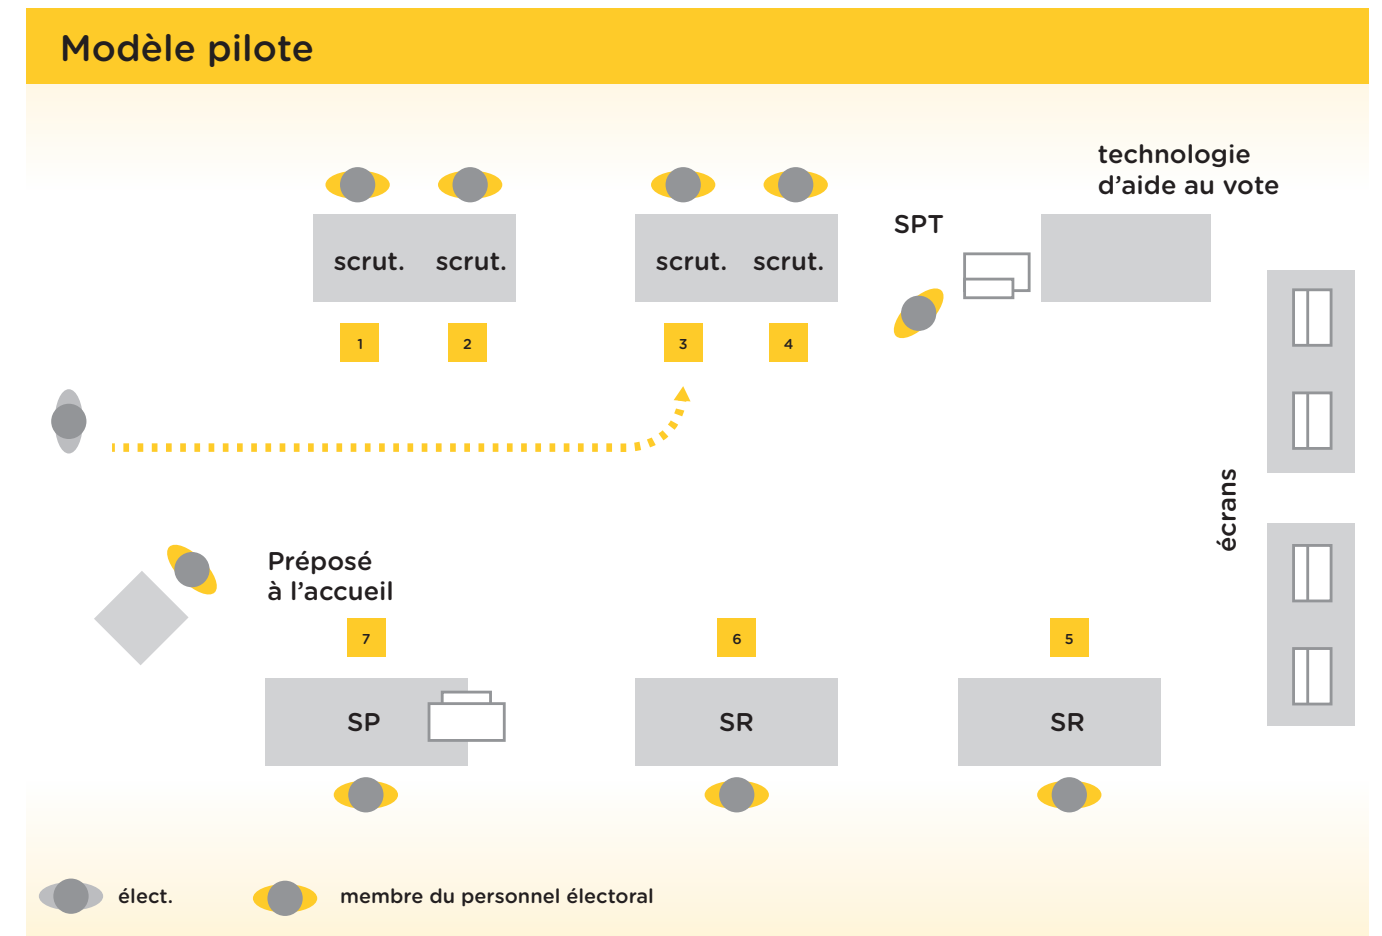 Modèle pilote
technologie
d’aide au vote
SPT
scrut. scrut.
scrut. scrut.
1
2
3
4
écrans
Préposé
à l’accueil
7
6
5
SP
SR
SR
élect.
membre du personnel électoral